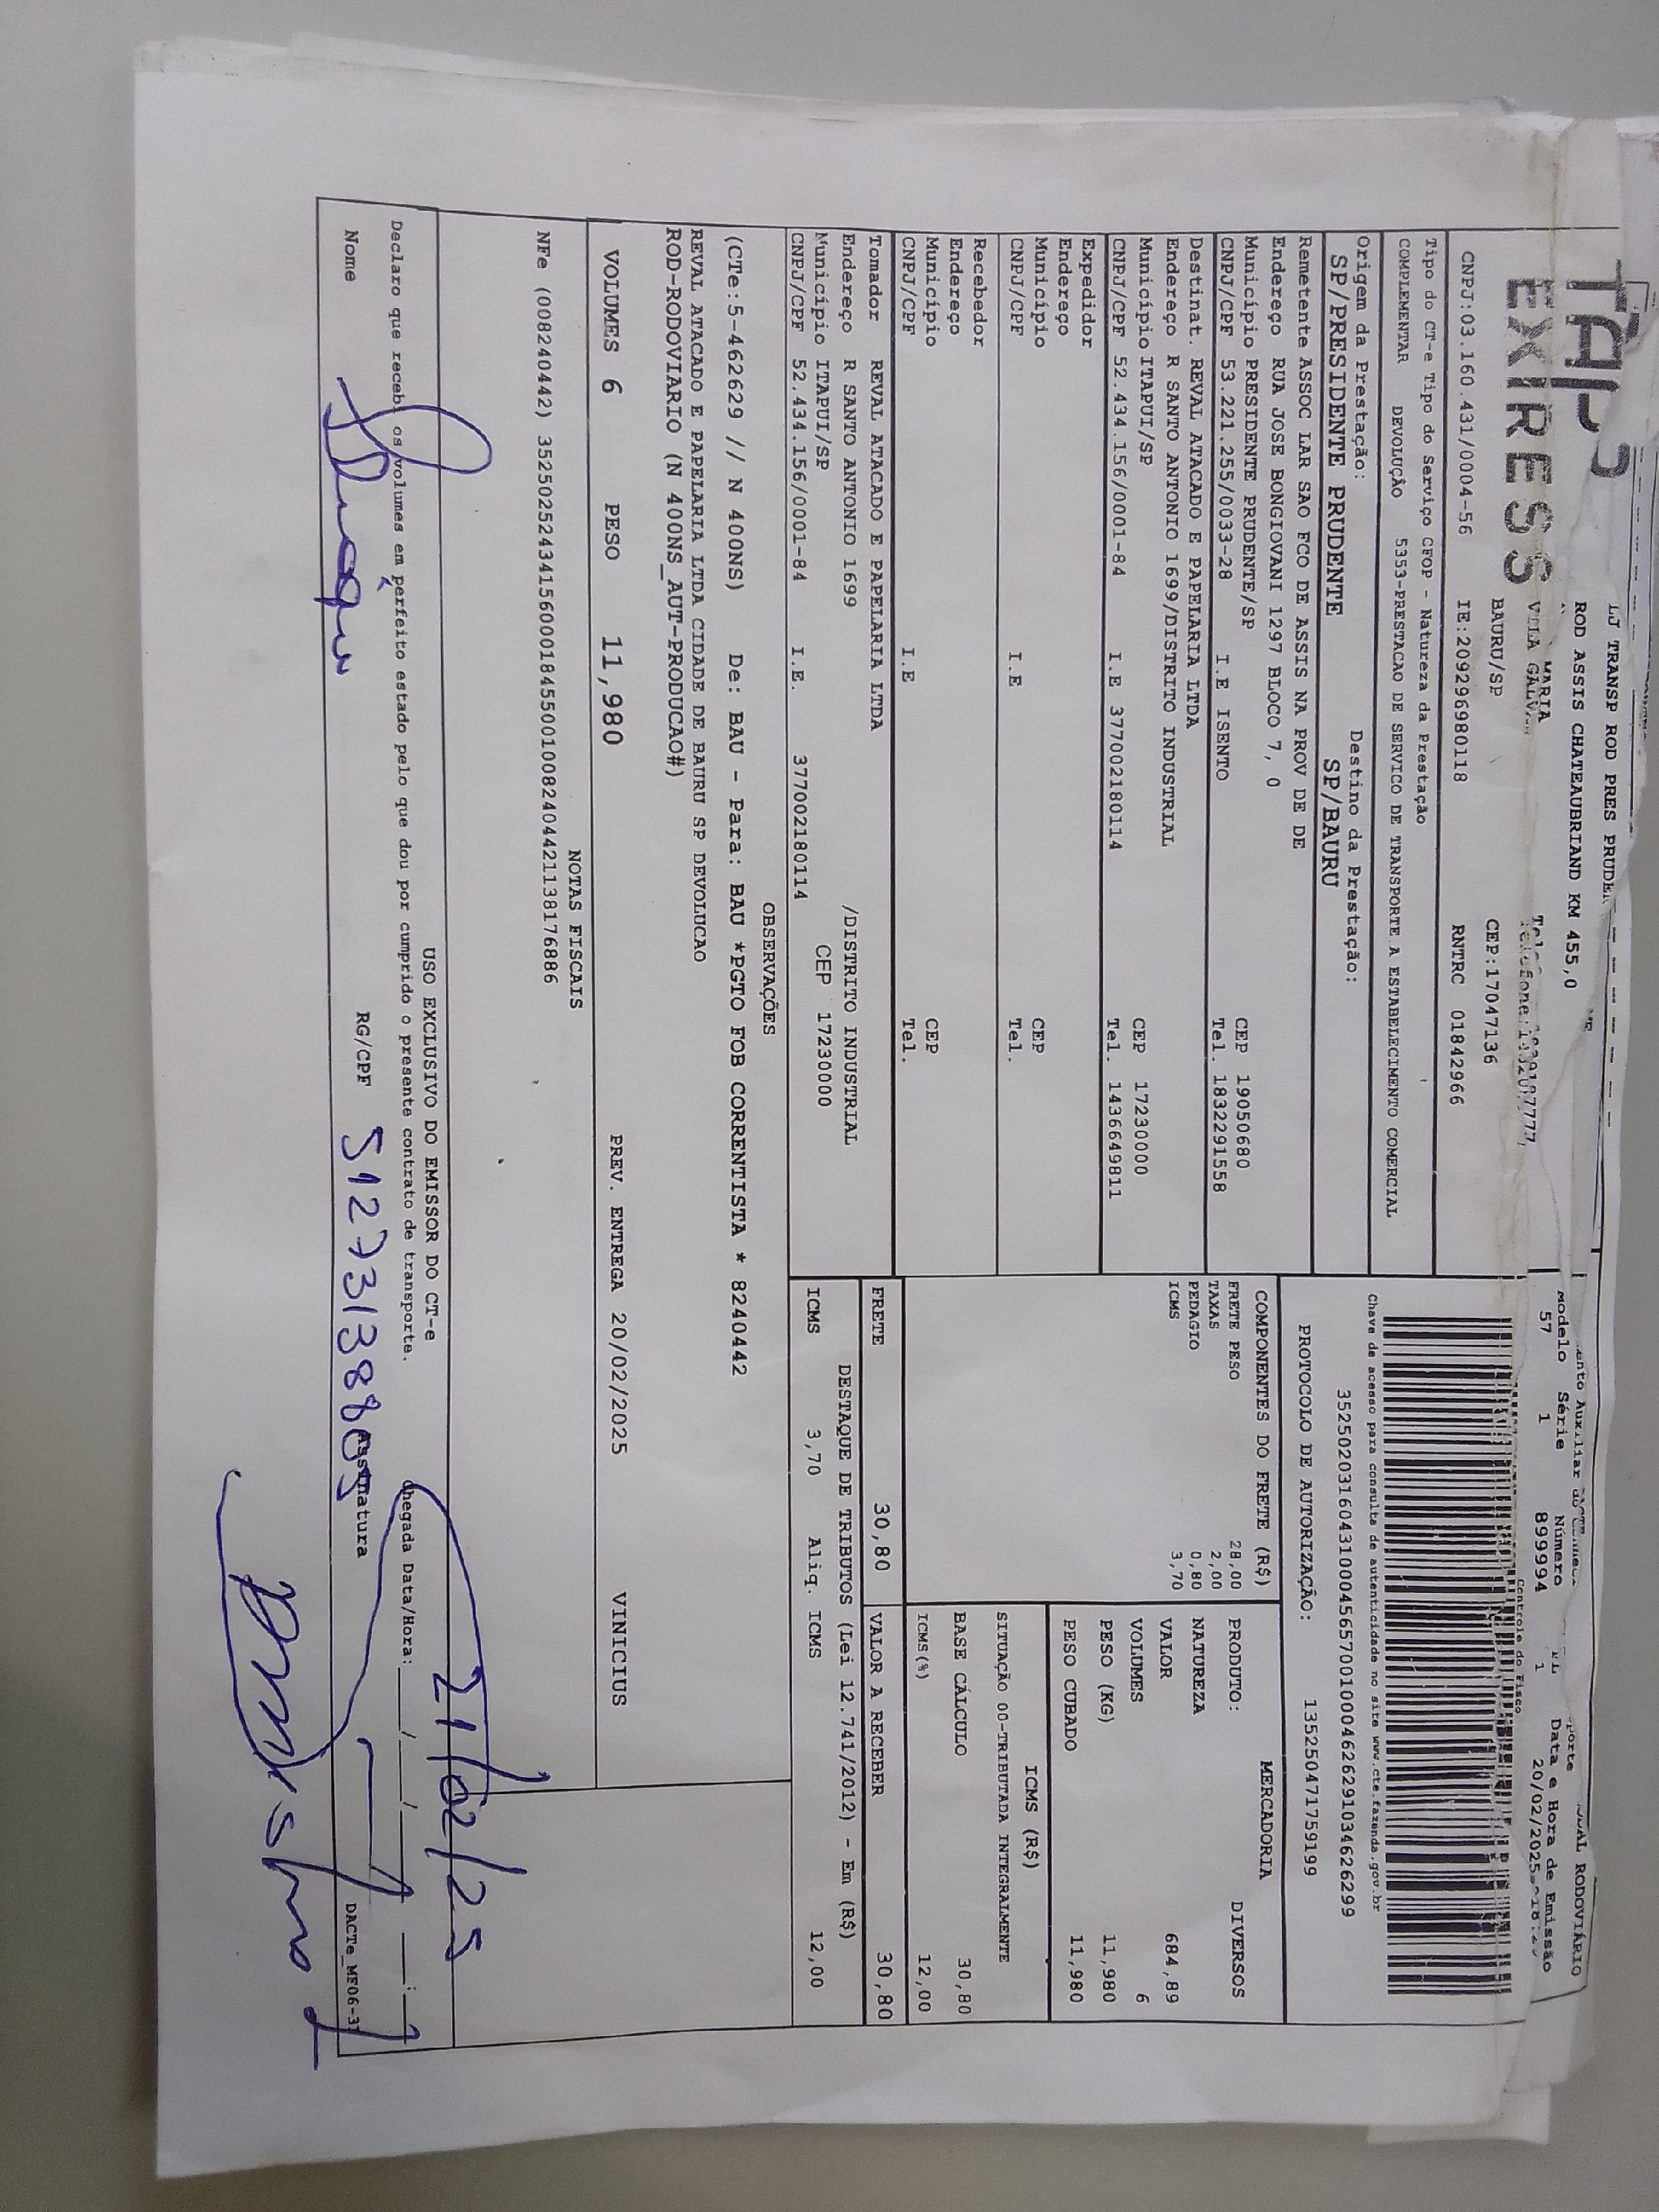 EXPRESS
LJ TRANSP ROD PRES PRUDEN
ROD ASSIS CHATEAUBRIAND KM 455,0
MARIA
VILA
BAURU/SP CEP:17047136
CNPJ:03.160.431/0004-56 IE:209296980118 RNTRC 01842966
RODOVIÁRIO
Modelo Série Número Data e Hora de Emissão
57 1 899994 1 20/02/2025
Controle do Fisco
Chave de acesso para consulta de autenticidade no site www.cte.fazenda.gov.br
35250203160431000456570010004626291034626299
PROTOCOLO DE AUTORIZAÇÃO: 135250471759199
Tipo do CT-e Tipo do Serviço CFOP - Natureza da Prestação
COMPLEMENTAR DEVOLUÇÃO 5353-PRESTACAO DE SERVICO DE TRANSPORTE A ESTABELECIMENTO COMERCIAL
Origem da Prestação: Destino da Prestação:
SP/PRESIDENTE PRUDENTE SP/BAURU
Remetente ASSOC LAR SAO FCO DE ASSIS NA PROV DE DE
Endereço RUA JOSE BONGIOVANI 1297 BLOCO 7, 0
Município PRESIDENTE PRUDENTE/SP CEP 19050680
CNPJ/CPF 53.221.255/0033-28 I.E ISENTO Tel. 1832291558
Destinat. REVAL ATACADO E PAPELARIA LTDA
Endereço R SANTO ANTONIO 1699/DISTRITO INDUSTRIAL
Município ITAPUI/SP CEP 17230000
CNPJ/CPF 52.434.156/0001-84 I.E 377002180114 Tel. 1436649811
Expedidor
Endereço
Município CEP
CNPJ/CPF I.E Tel.
Recebedor
Endereço
Município CEP
CNPJ/CPF I.E Tel.
Tomador REVAL ATACADO E PAPELARIA LTDA
Endereço R SANTO ANTONIO 1699 /DISTRITO INDUSTRIAL
Município ITAPUI/SP CEP 17230000
CNPJ/CPF 52.434.156/0001-84 I.E. 377002180114
COMPONENTES DO FRETE (R$)
FRETE PESO 28,00
TAXAS 2,00
PEDAGIO 0,80
ICMS 3,70
MERCADORIA
PRODUTO: DIVERSOS
NATUREZA
VALOR 684,89
VOLUMES 6
PESO (KG) 11,980
PESO CUBADO 11,980
ICMS (R$)
SITUAÇÃO 00-TRIBUTADA INTEGRALMENTE
BASE CÁLCULO 30,80
ICMS(%) 12,00
FRETE 30,80 VALOR A RECEBER 30,80
DESTAQUE DE TRIBUTOS (Lei 12.741/2012) - Em (R$)
ICMS 3,70 Aliq. ICMS 12,00
OBSERVAÇÕES
(CTe:5-462629 // N 400NS) De: BAU - Para: BAU *PGTO FOB CORRENTISTA * 8240442
REVAL ATACADO E PAPELARIA LTDA CIDADE DE BAURU SP DEVOLUCAO
ROD-RODOVIARIO (N 400NS_AUT-PRODUCAO#)
VOLUMES 6 PESO 11,980 PREV. ENTREGA 20/02/2025 VINICIUS
NOTAS FISCAIS
NFe (008240442) 35250252434156000184550010082404421138176886
USO EXCLUSIVO DO EMISSOR DO CT-e
21/02/25
Declaro que recebi os volumes em perfeito estado pelo que dou por cumprido o presente contrato de transporte. Chegada Data/Hora:____/____/____ ____:____
Nome RG/CPF Assinatura DACTe_MF06-31